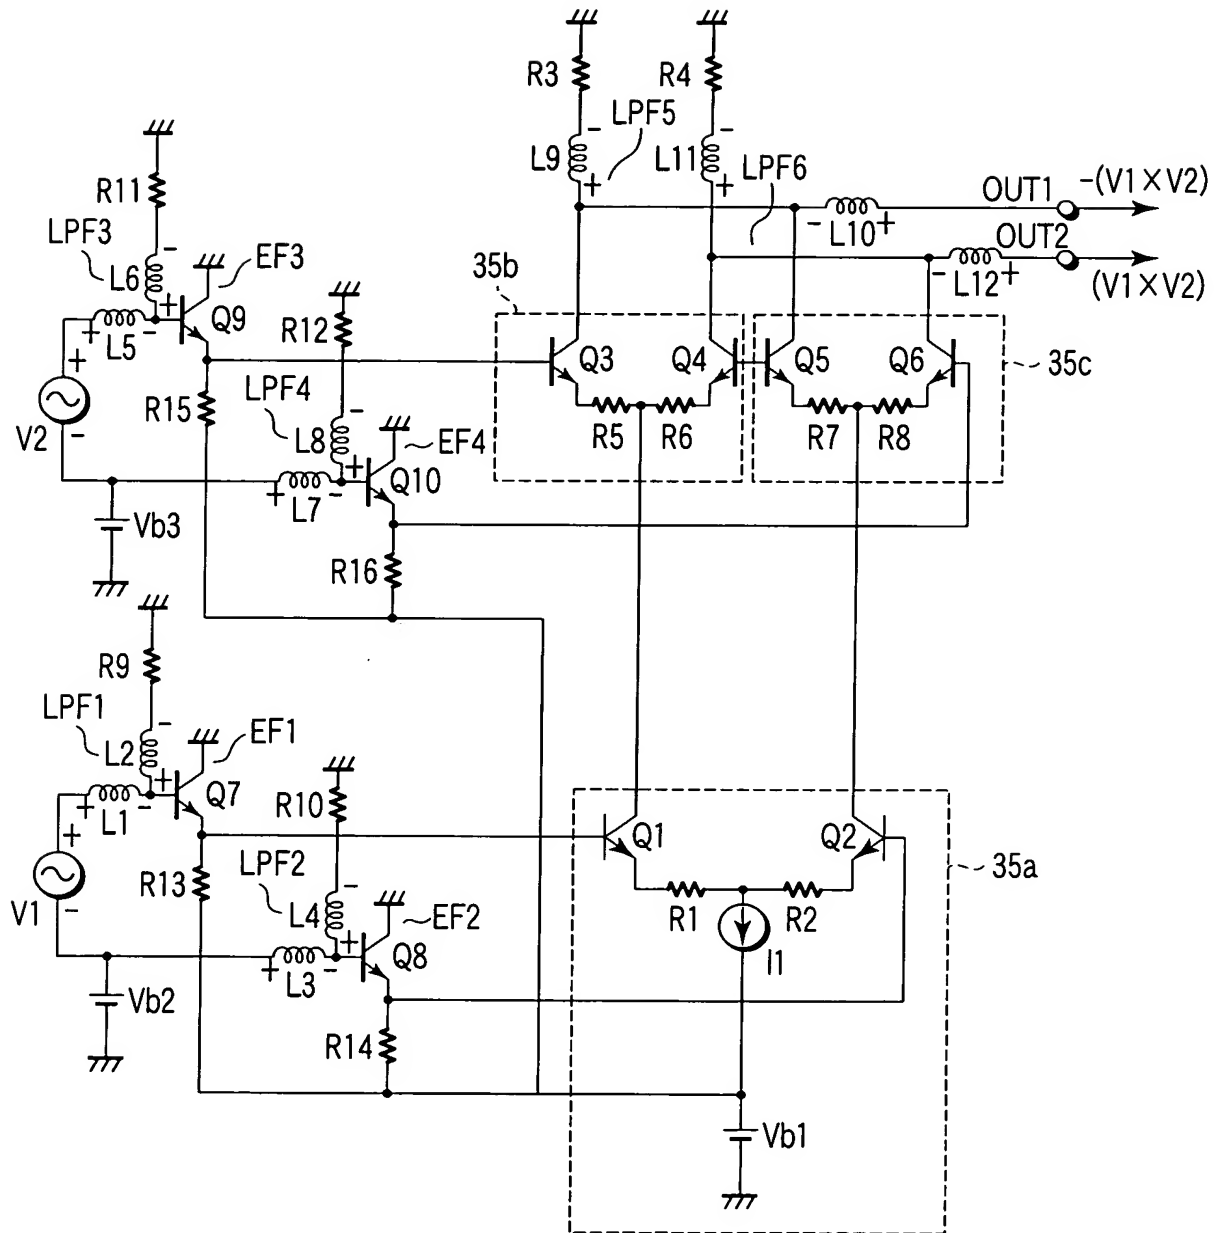 R3
R4
LPF5
L9
L11
LPF6
R11
OUT1
-(V1×V2)
LPF3
EF3
L10
OUT2
L6
35b
L12
(V1×V2)
Q9
R12
L5
Q3
Q4
Q5
Q6
35c
LPF4
R15
V2
L8
EF4
R5
R6
R7
R8
L7
Q10
Vb3
R16
R9
LPF1
EF1
L2
Q7
R10
L1
Q1
Q2
LPF2
35a
R13
V1
L4
EF2
R1
R2
Q8
I1
L3
Vb2
R14
Vb1